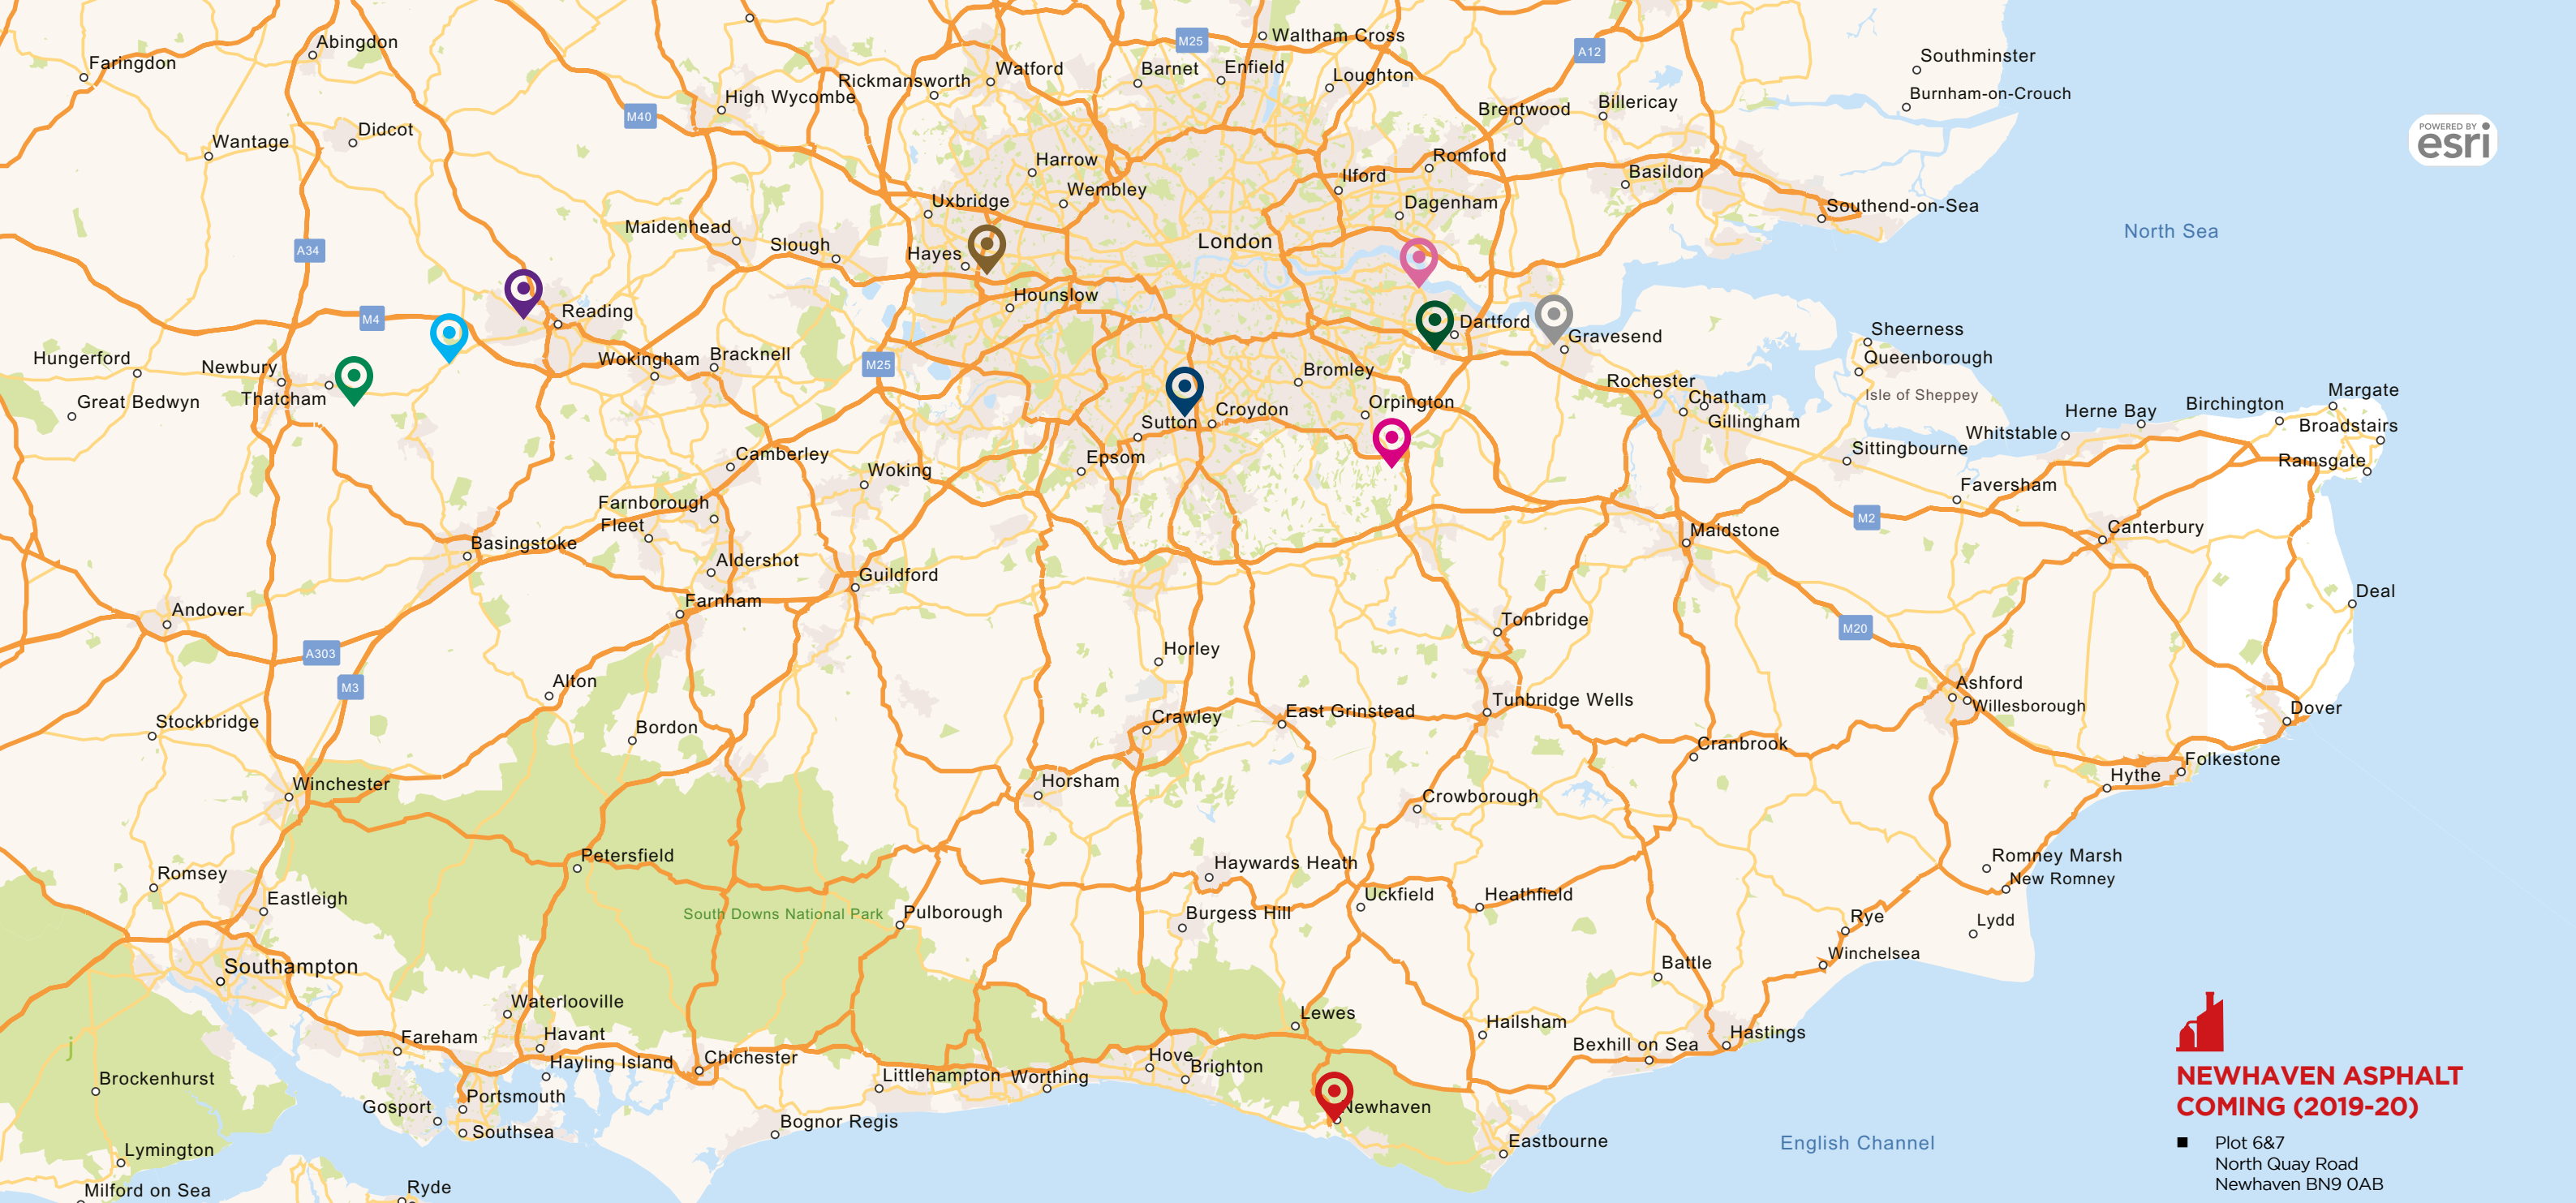 Abingdon
Faringdon
Waltham Cross
M25
A12
Southminster
Watford
Barnet
Enfield
Loughton
Rickmansworth
High Wycombe
Burnham-on-Crouch
Brentwood
Billericay
M40
POWERED BY
esri
Didcot
Wantage
Harrow
Romford
Ilford
Basildon
Wembley
Uxbridge
Dagenham
Southend-on-Sea
Maidenhead
Slough
London
North Sea
A34
Hayes
Hounslow
Reading
M4
Dartford
Gravesend
Sheerness
Hungerford
Newbury
Wokingham
Bracknell
M25
Queenborough
Bromley
Rochester
Isle of Sheppey
Margate
Great Bedwyn
Thatcham
Orpington
Chatham
Birchington
Sutton
Croydon
Gillingham
Herne Bay
Broadstairs
Whitstable
Epsom
Camberley
Woking
Sittingbourne
Ramsgate
Faversham
Farnborough
Fleet
M2
Maidstone
Canterbury
Basingstoke
Aldershot
Guildford
Deal
Andover
Farnham
Tonbridge
M20
A303
Horley
M3
Alton
Ashford
Tunbridge Wells
Willesborough
Stockbridge
Bordon
Crawley
East Grinstead
Dover
Cranbrook
Folkestone
Winchester
Horsham
Hythe
Crowborough
Petersfield
Haywards Heath
Romney Marsh
Romsey
New Romney
Eastleigh
Uckfield
Heathfield
South Downs National Park
Pulborough
Burgess Hill
Rye
Lydd
Winchelsea
Southampton
Battle
Waterlooville
Lewes
Hailsham
Fareham
Havant
Hastings
j
Hayling Island
Chichester
Hove
Bexhill on Sea
Brighton
Brockenhurst
Littlehampton
Worthing
NEWHAVEN ASPHALT
COMING (2019-20)
Portsmouth
Gosport
Newhaven
Bognor Regis
Southsea
Eastbourne
English Channel
Plot 6&7
Lymington
North Quay Road
Newhaven BN9 0AB
Milford on Sea
Ryde